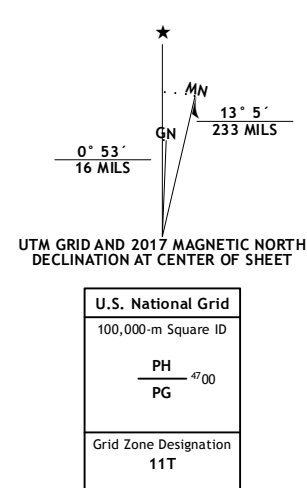 ★
MN
GN
13° 5´
233 MILS
0° 53´
16 MILS
UTM GRID AND 2017 MAGNETIC NORTH
DECLINATION AT CENTER OF SHEET
U.S. National Grid
100,000-m Square ID
PH
4700
PG
Grid Zone Designation
11T